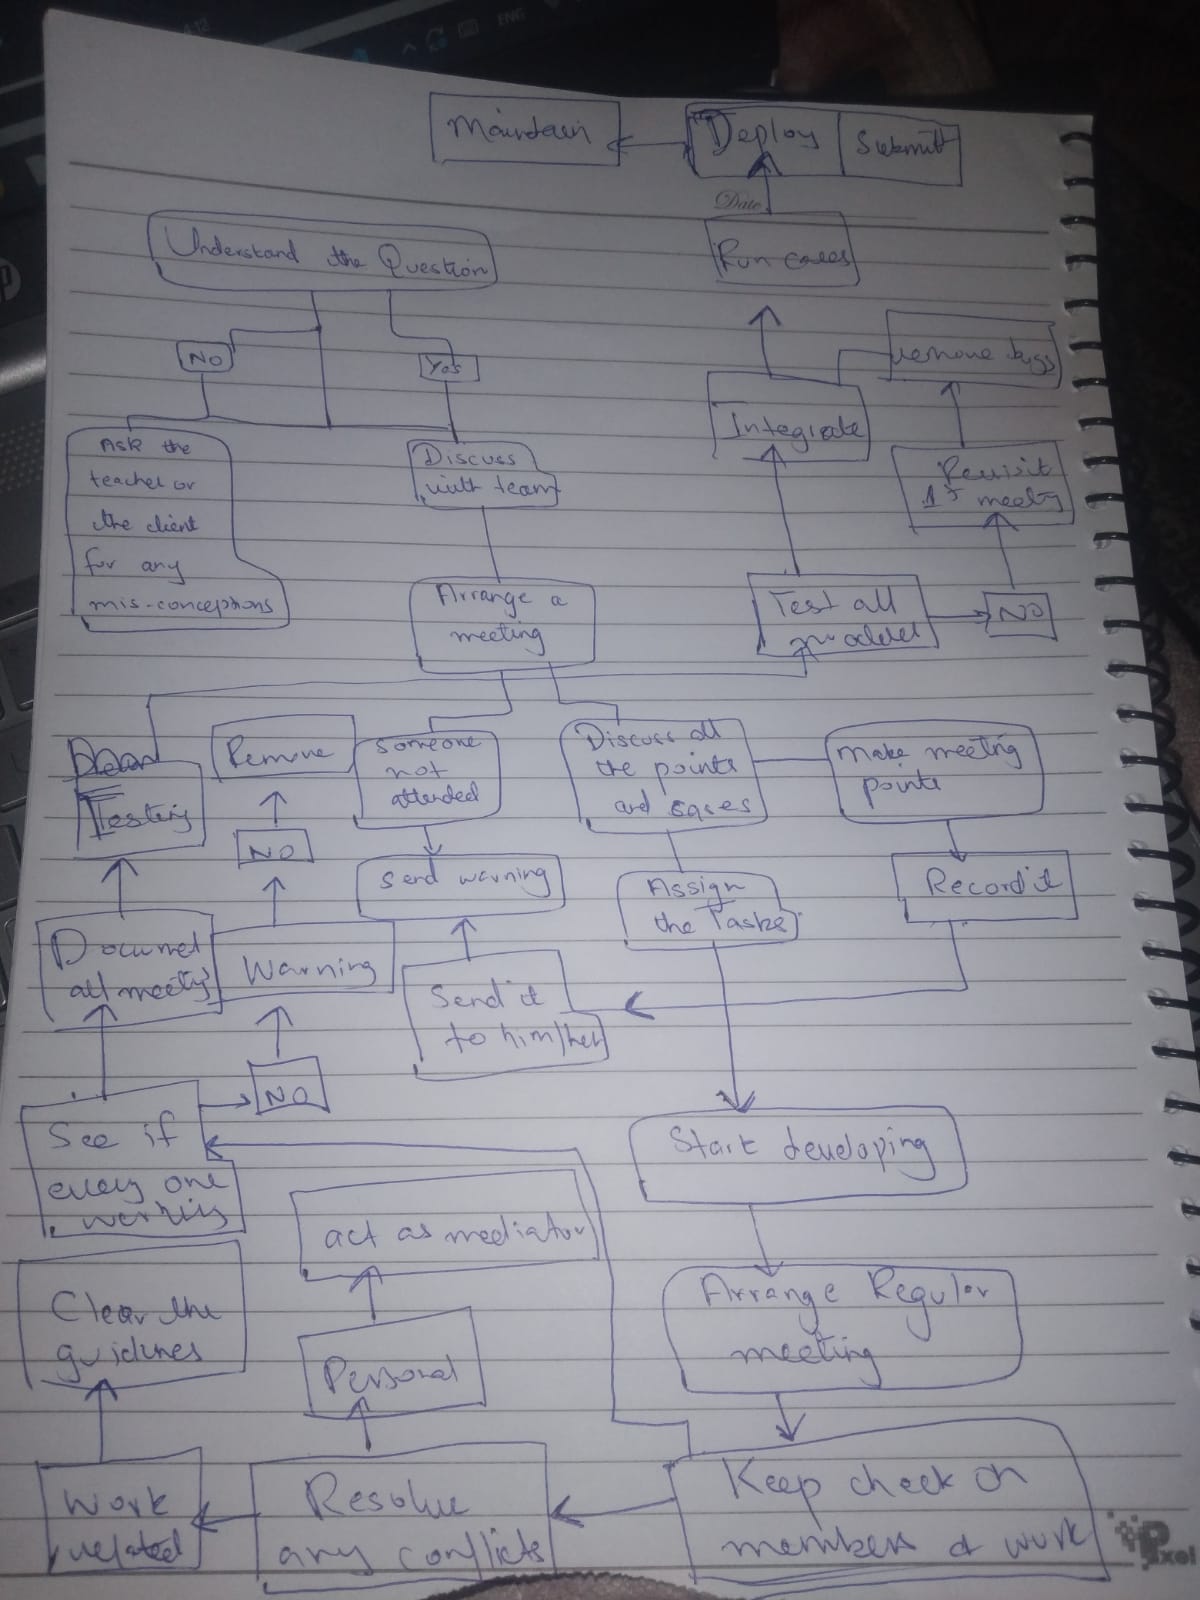 ENG
Maintain
Deploy
Submit
Date
Understand the Question
Run cases
NO
Yes
remove bugs
Integrate
Ask the
teacher or
the client
for any
mis-conceptions
Discuss
with team
Revisit
1st meetig
Arrange a
meeting
Test all
NO
Testing
Remove
Someone
not
attended
Discuss all
the points
and cases
Make meeting
points
NO
Send warning
Assign
the Tasks
Record it
Document
all meetigs
Warning
Send it
to him/her
NO
See if
every one
working
Start developing
act as mediator
Clear the
guidlines
Arrange Regular
meeting
Personal
Work
related
Resolve
any conflicts
Keep check on
members & work
Pixel